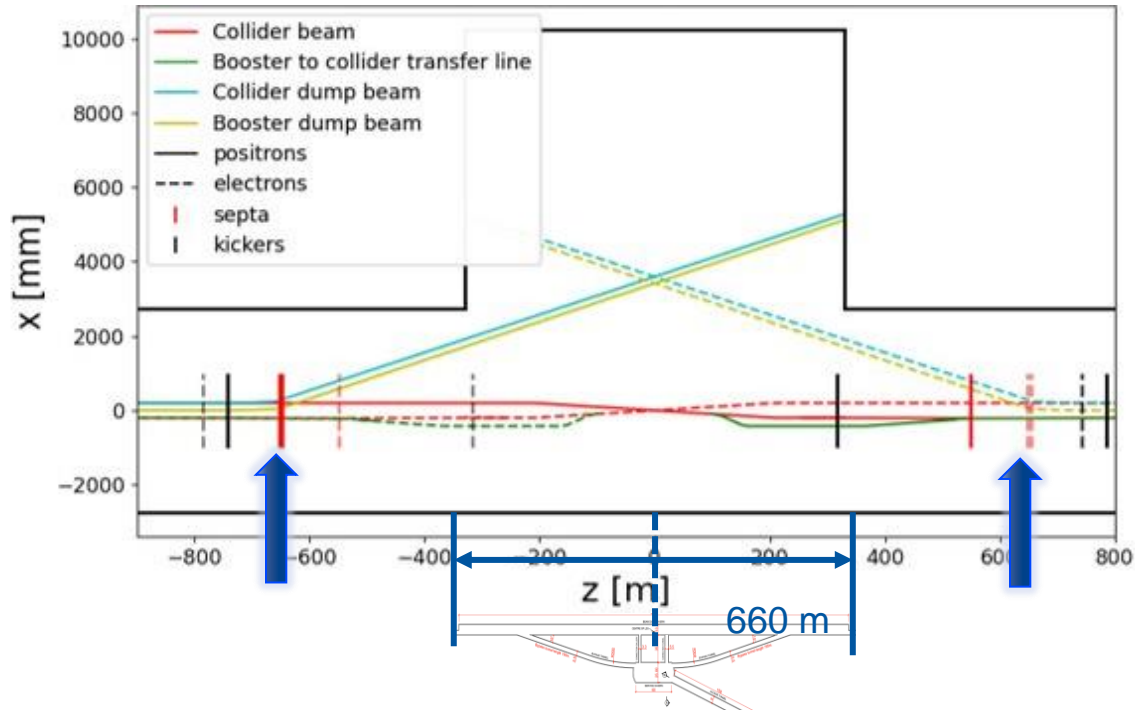 10000
8000
6000
4000
2000
0
−2000
x [mm]
Collider beam
Booster to collider transfer line
Collider dump beam
Booster dump beam
positrons
electrons
septa
kickers
−800
−600
−400
−200
0
200
400
600
800
z [m]
660 m